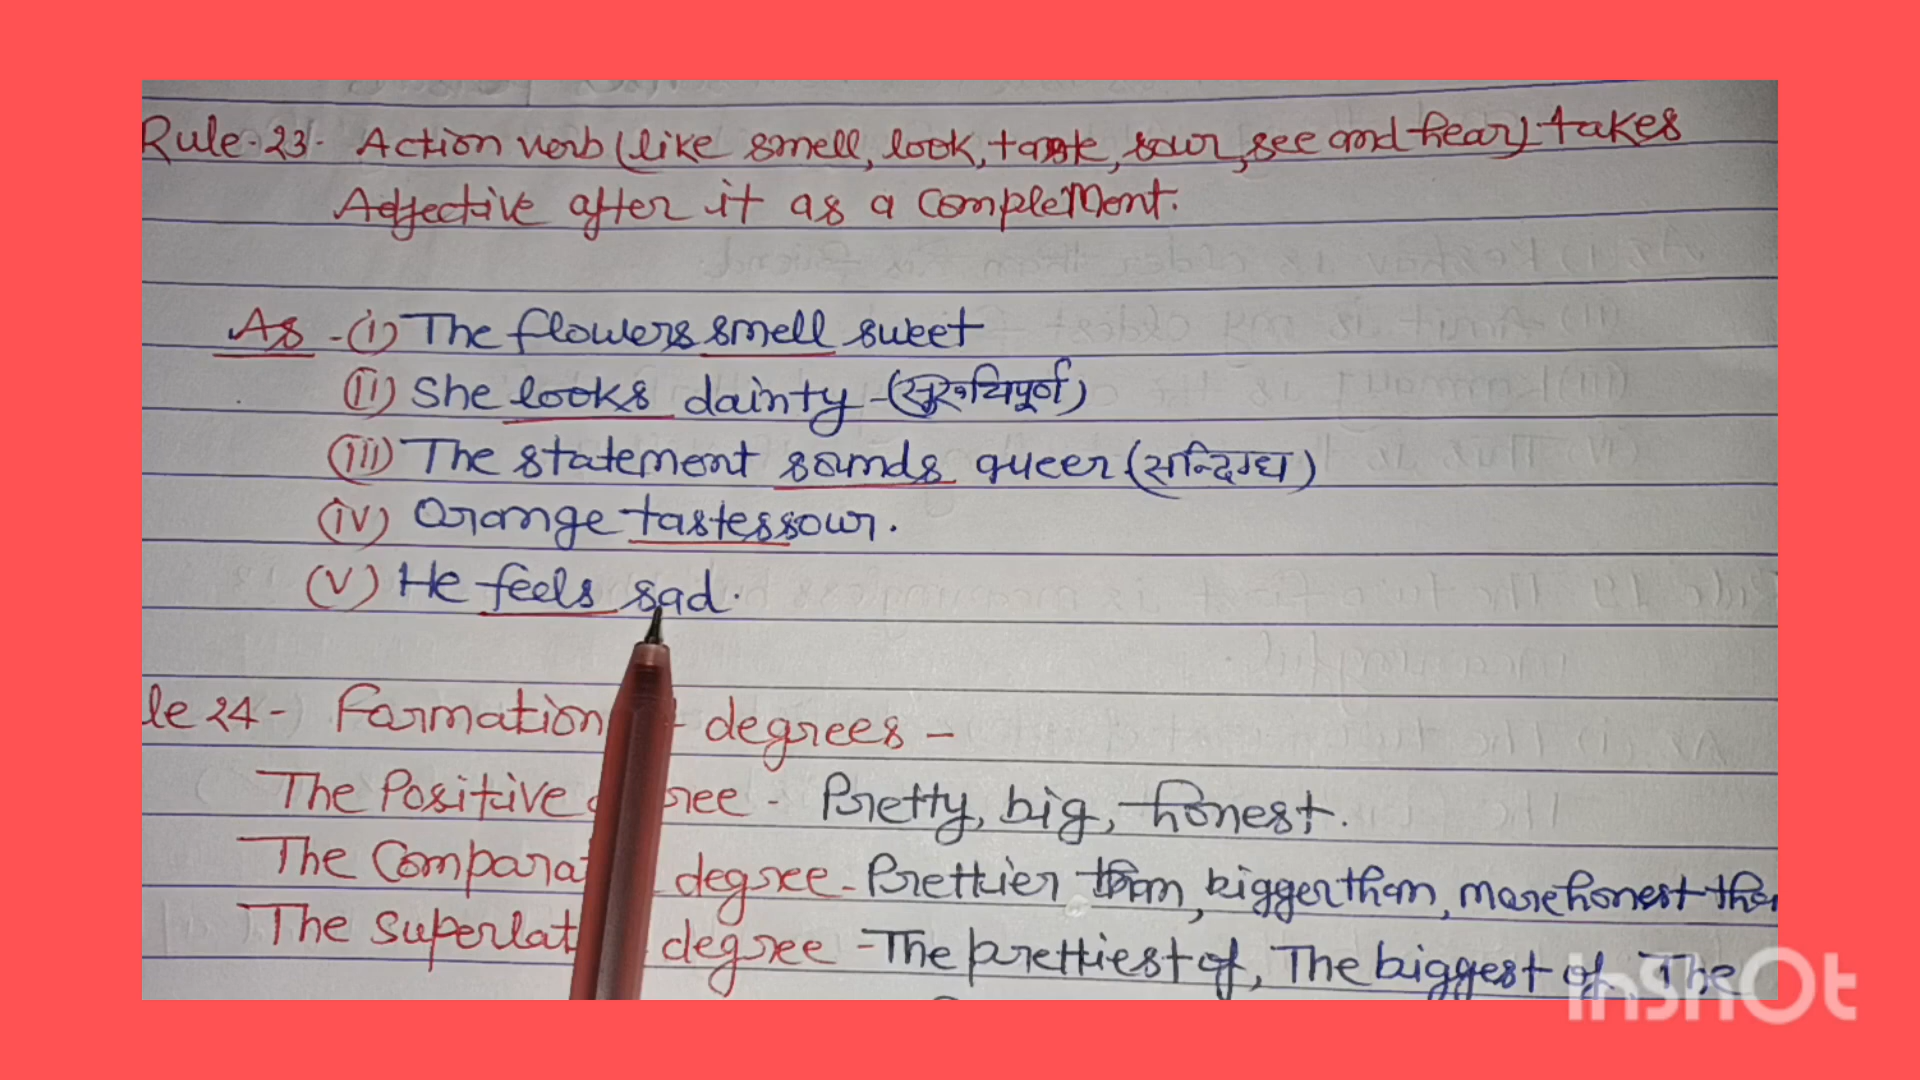 Rule-23- Action verb (like smell, look, taste, sour, see and hear) takes
Adjective after it as a complement.
As - (i) The flowers smell sweet
(ii) She looks dainty - (सुरुचिपूर्ण)
(iii) The statement sounds queer (सन्दिग्ध)
(iv) Orange tastes sour.
(v) He feels sad.
le 24 - Formation degrees -
The Positive ree - Pretty, big, honest.
The Comparat degree - Prettier than, bigger than, more honest than
The Superlat degree - The prettiest of, The biggest of, The
InShOt